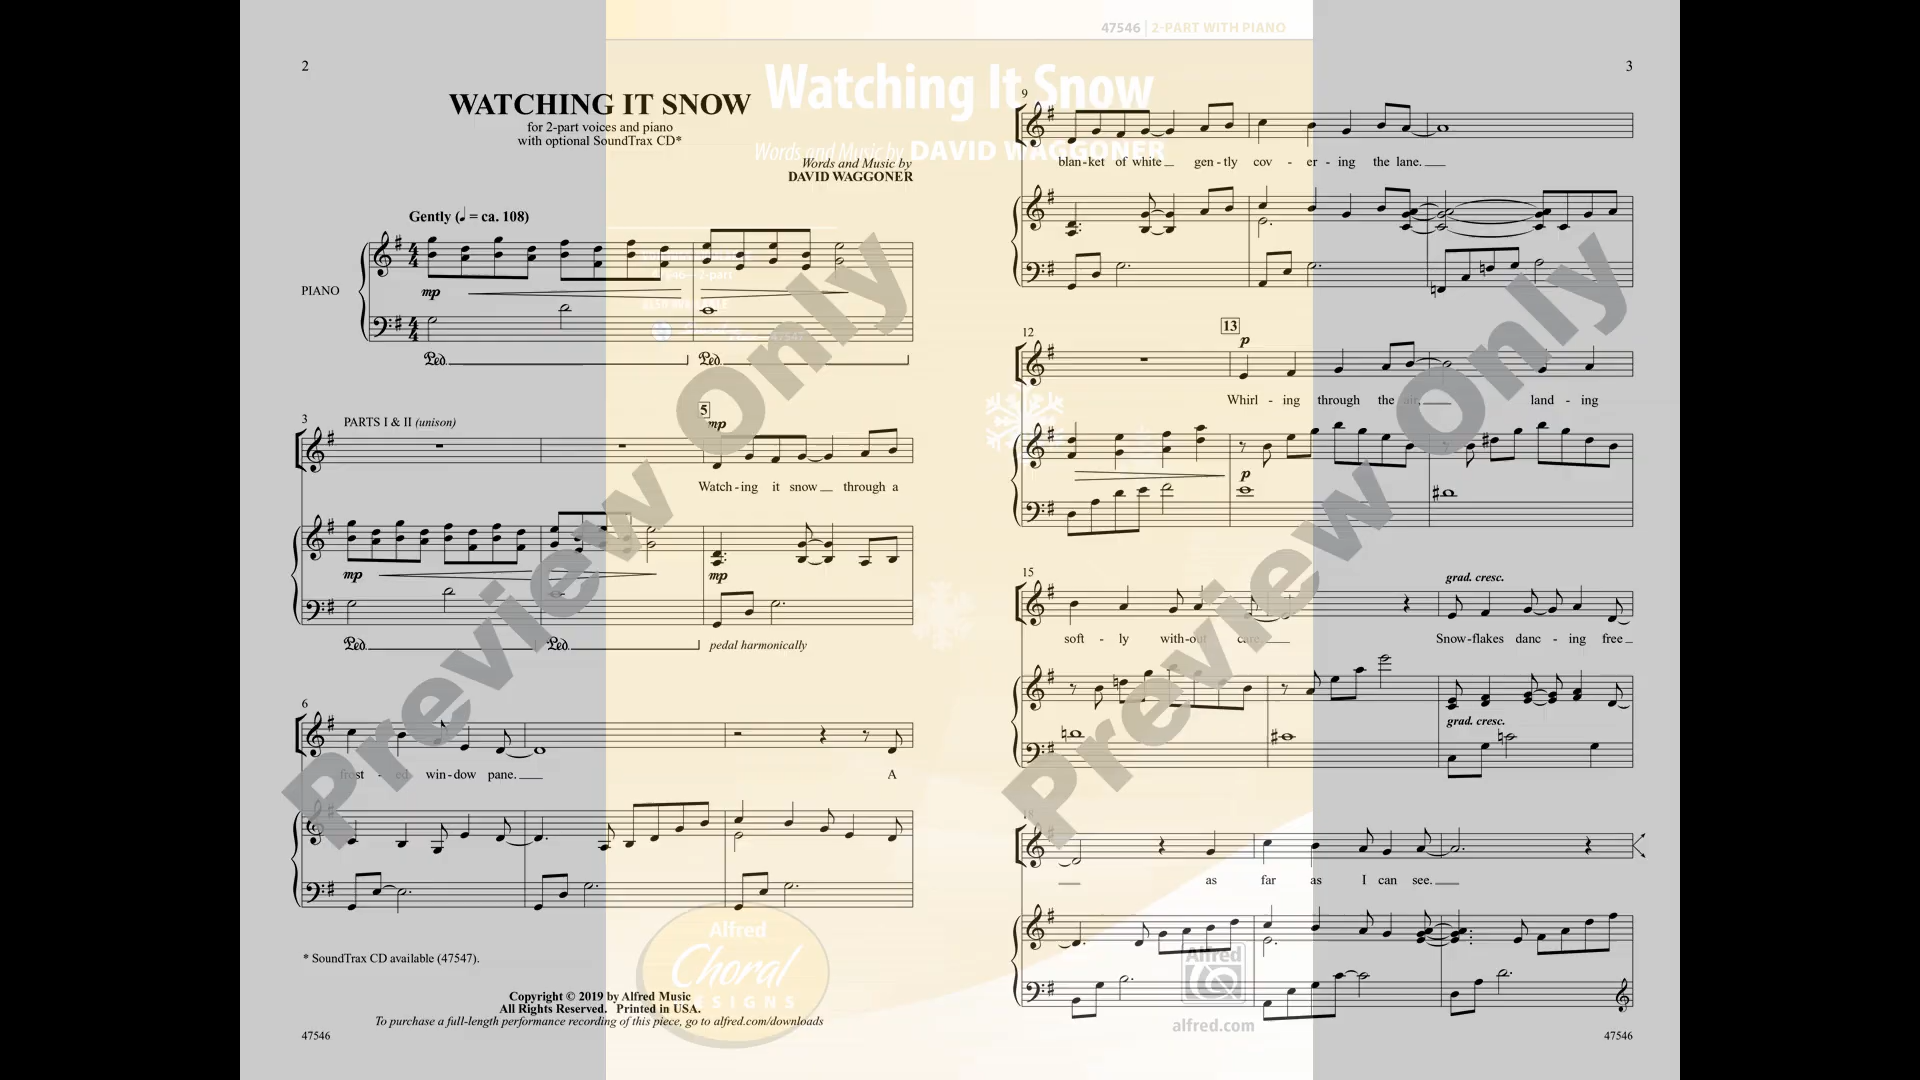 2
WATCHING IT SNOW
for 2-part voices and piano
with optional SoundTrax CD*
Words and Music by
DAVID WAGGONER
Gently (♩ = ca. 108)
PIANO
mp
3
PARTS I & II (unison)
5
mp
Watch - ing it snow through a
mp
mp
pedal harmonically
6
frost - ed win - dow pane. A
* SoundTrax CD available (47547).
Copyright © 2019 by Alfred Music
All Rights Reserved. Printed in USA.
To purchase a full-length performance recording of this piece, go to alfred.com/downloads
47546
47546 | 2-PART WITH PIANO
Watching It Snow
Words and Music by DAVID WAGGONER
Alfred
Choral
DESIGNS
Alfred
alfred.com
3
9
blan - ket of white gen - tly cov - er - ing the lane.
12
13
p
Whirl - ing through the air, land - ing
p
15
grad. cresc.
soft - ly with - out care. Snow - flakes danc - ing free
grad. cresc.
18
as far as I can see.
47546
Preview Only
Preview Only